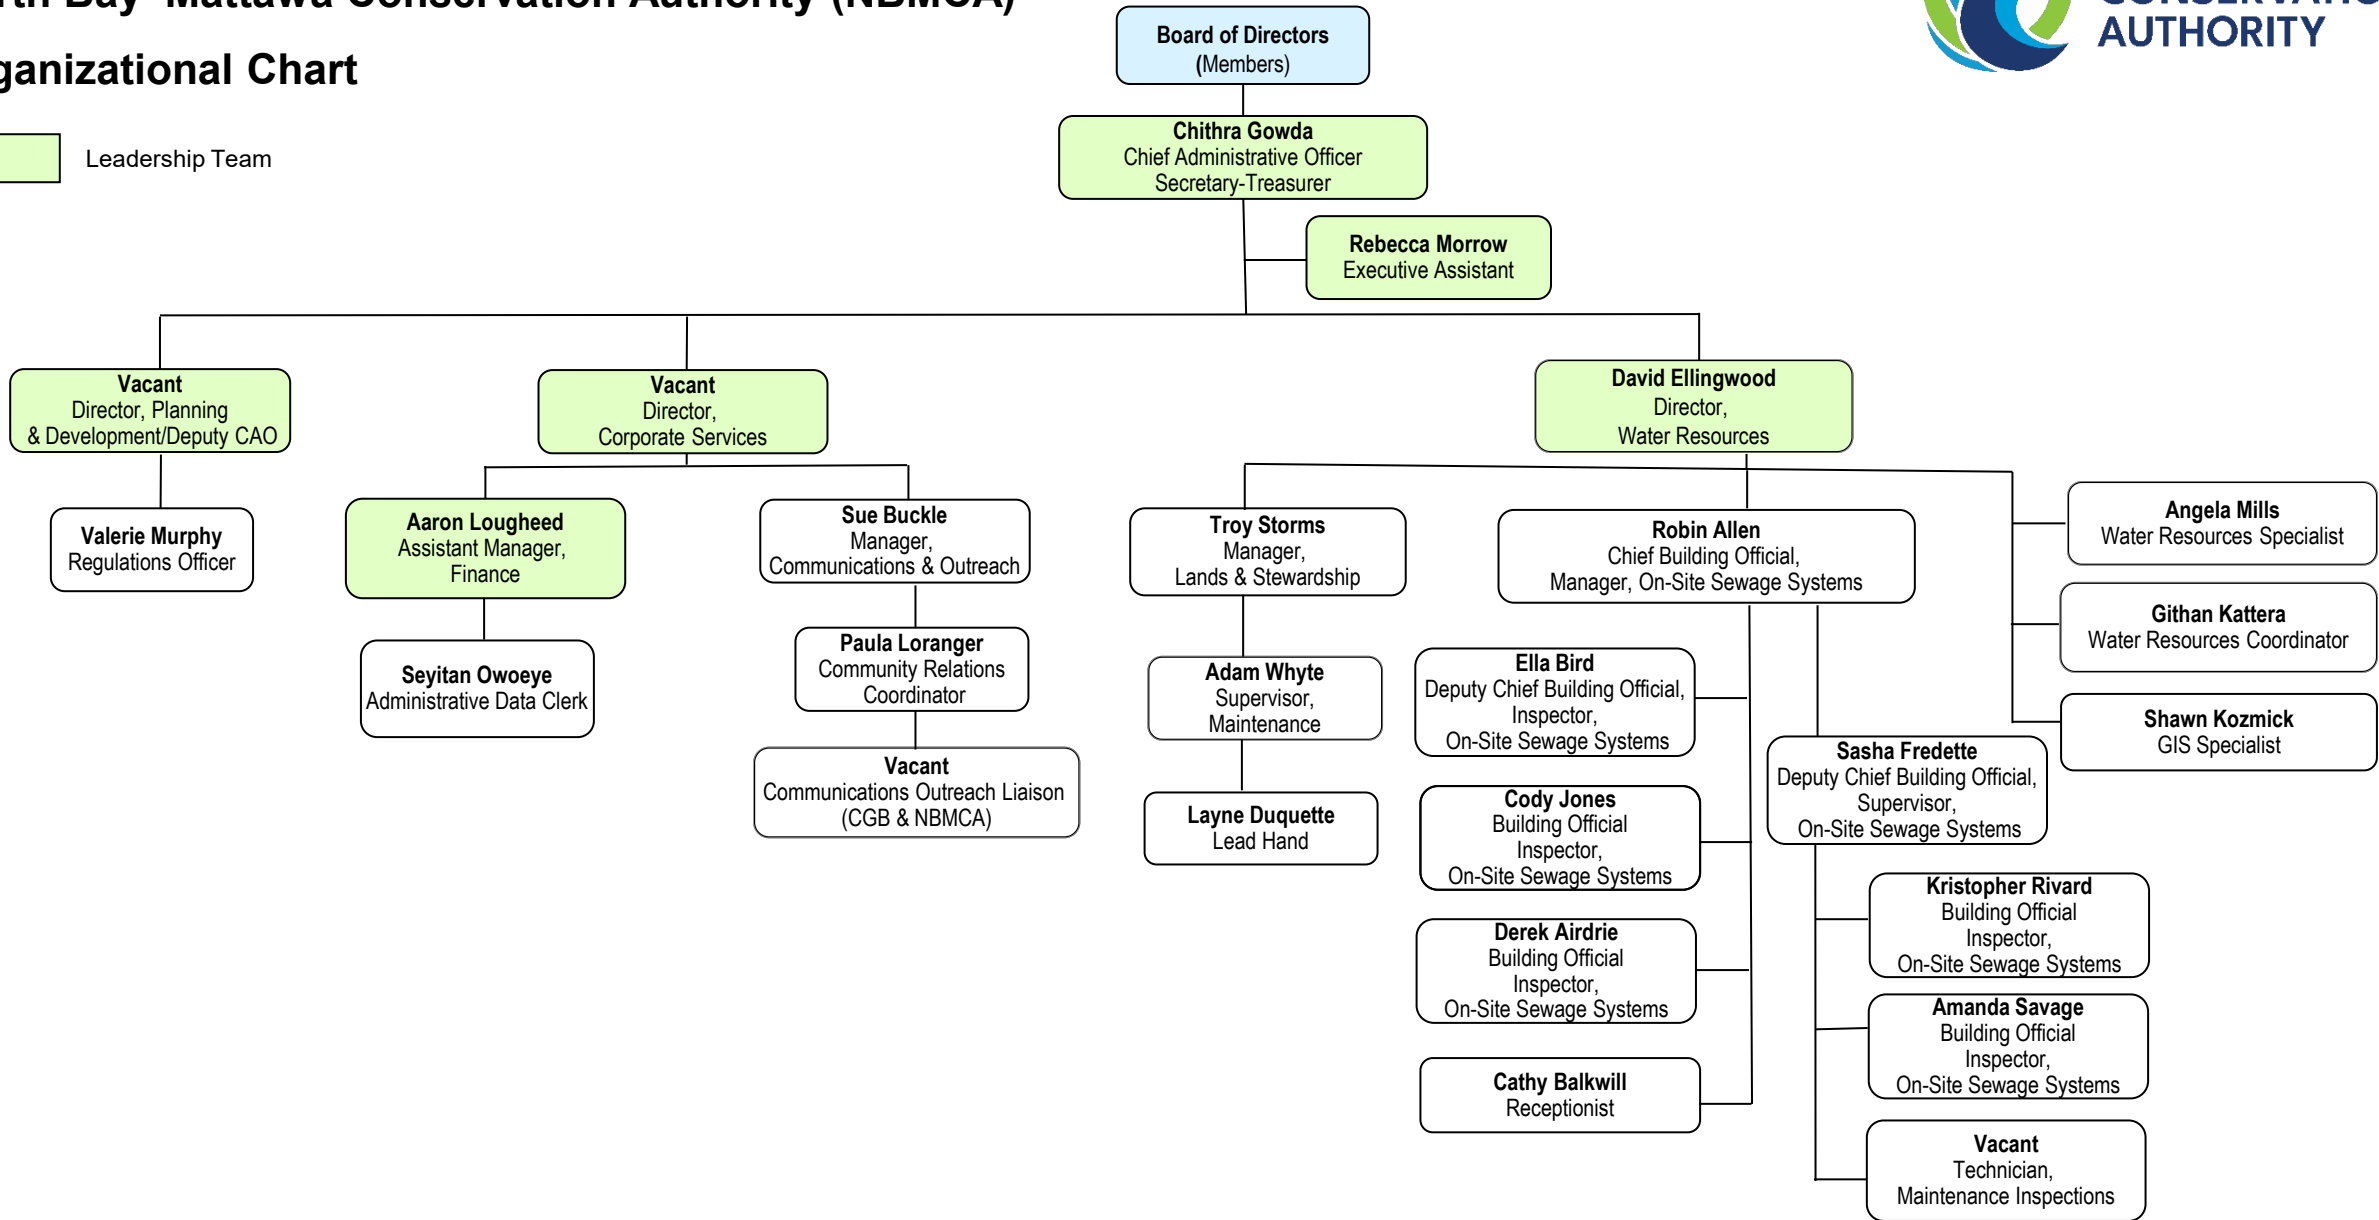 Bay Mattawa Conservation Authority (NBMCA)
Chart
AUTHORITY
Leadership Team
Board of Directors
(Members)
Chithra Gowda
Chief Administrative Officer
Secretary-Treasurer
Rebecca Morrow
Executive Assistant
Vacant
Director, Planning
& Development/Deputy CAO
Valerie Murphy
Regulations Officer
Vacant
Director,
Corporate Services
Aaron Lougheed
Assistant Manager,
Finance
Seyitan Owoeye
Administrative Data Clerk
Sue Buckle
Manager,
Communications & Outreach
Paula Loranger
Community Relations
Coordinator
Vacant
Communications Outreach Liaison
(CGB & NBMCA)
David Ellingwood
Director,
Water Resources
Troy Storms
Manager,
Lands & Stewardship
Adam Whyte
Supervisor,
Maintenance
Layne Duquette
Lead Hand
Robin Allen
Chief Building Official,
Manager, On-Site Sewage Systems
Ella Bird
Deputy Chief Building Official,
Inspector,
On-Site Sewage Systems
Cody Jones
Building Official
Inspector,
On-Site Sewage Systems
Derek Airdrie
Building Official
Inspector,
On-Site Sewage Systems
Cathy Balkwill
Receptionist
Sasha Fredette
Deputy Chief Building Official,
Supervisor,
On-Site Sewage Systems
Kristopher Rivard
Building Official
Inspector,
On-Site Sewage Systems
Amanda Savage
Building Official
Inspector,
On-Site Sewage Systems
Vacant
Technician,
Maintenance Inspections
Angela Mills
Water Resources Specialist
Githan Kattera
Water Resources Coordinator
Shawn Kozmick
GIS Specialist